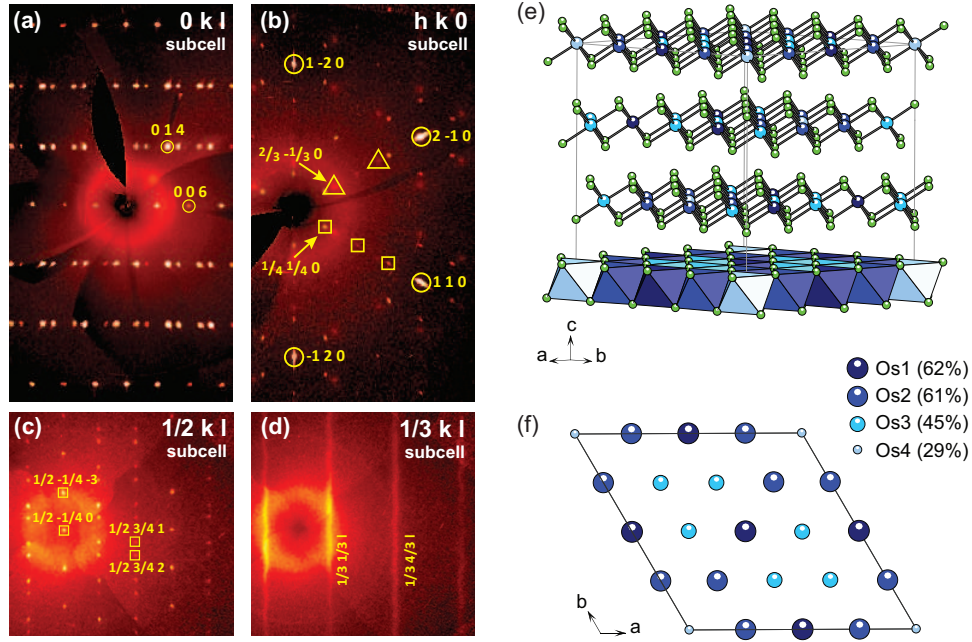 (a)
0 k l
subcell
0 1 4
0 0 6
(b)
h k 0
subcell
1 -2 0
2 -1 0
2/3 -1/3 0
1/4 1/4 0
1 1 0
-1 2 0
(c)
1/2 k l
subcell
1/2 -1/4 -3
1/2 -1/4 0
1/2 3/4 1
1/2 3/4 2
(d)
1/3 k l
subcell
1/3 1/3 l
1/3 4/3 l
(e)
c
a
b
Os1 (62%)
Os2 (61%)
Os3 (45%)
Os4 (29%)
(f)
b
a